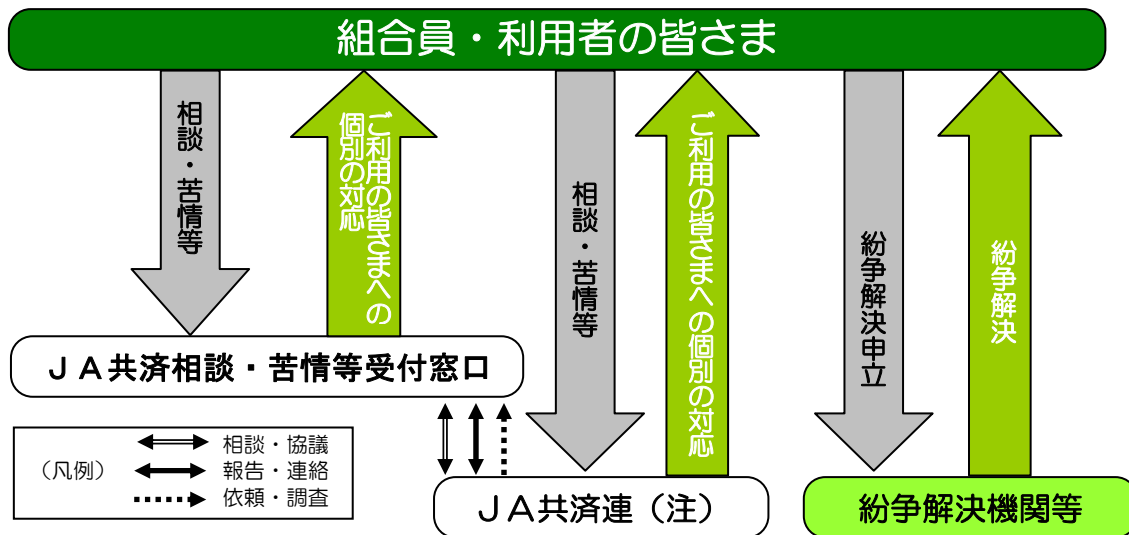 組合員・利用者の皆さま
相談・苦情等
ご利用の皆さまへの
個別の対応
相談・苦情等
ご利用の皆さまへの個別の対応
紛争解決申立
紛争解決
ＪＡ共済相談・苦情等受付窓口
（凡例）
相談・協議
報告・連絡
依頼・調査
ＪＡ共済連（注）
紛争解決機関等